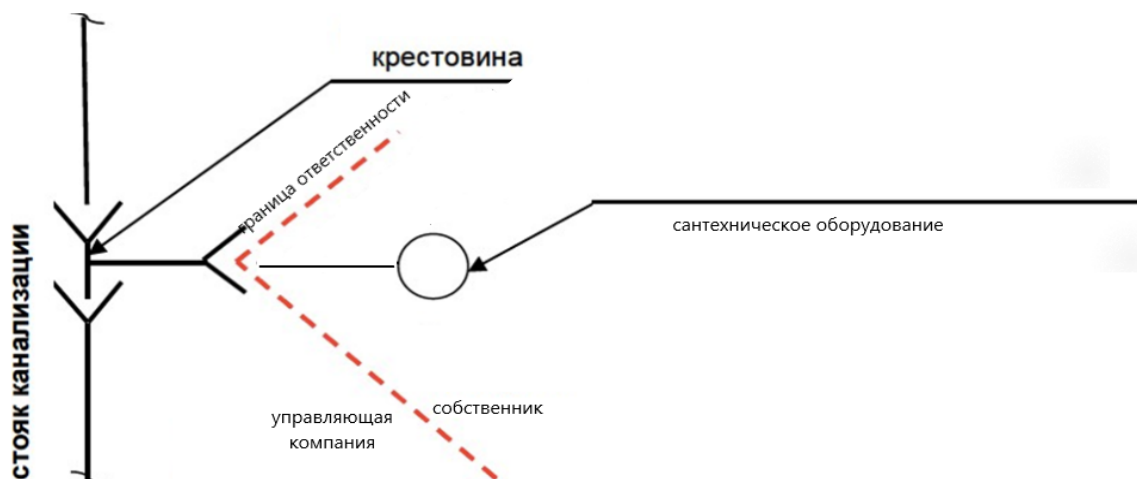 крестовина
граница ответственности
сантехническое оборудование
стояк канализации
собственник
управляющая
компания